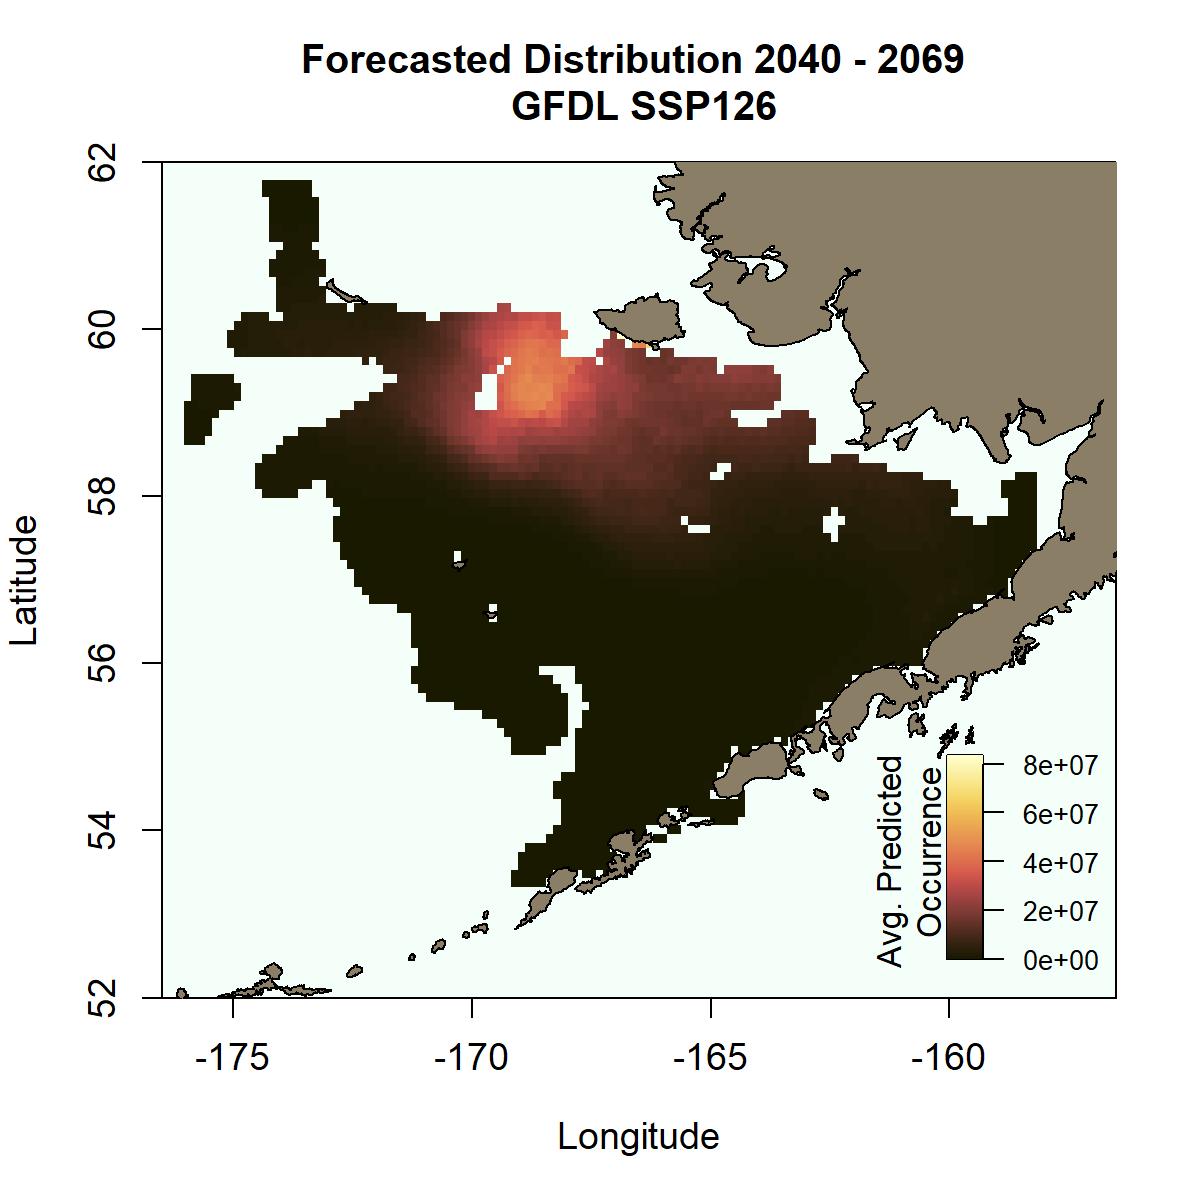 Forecasted Distribution 2040 - 2069
GFDL SSP126
62
60
58
56
54
52
Latitude
-175
-170
-165
-160
Longitude
Avg. Predicted
Occurrence
8e+07
6e+07
4e+07
2e+07
0e+00